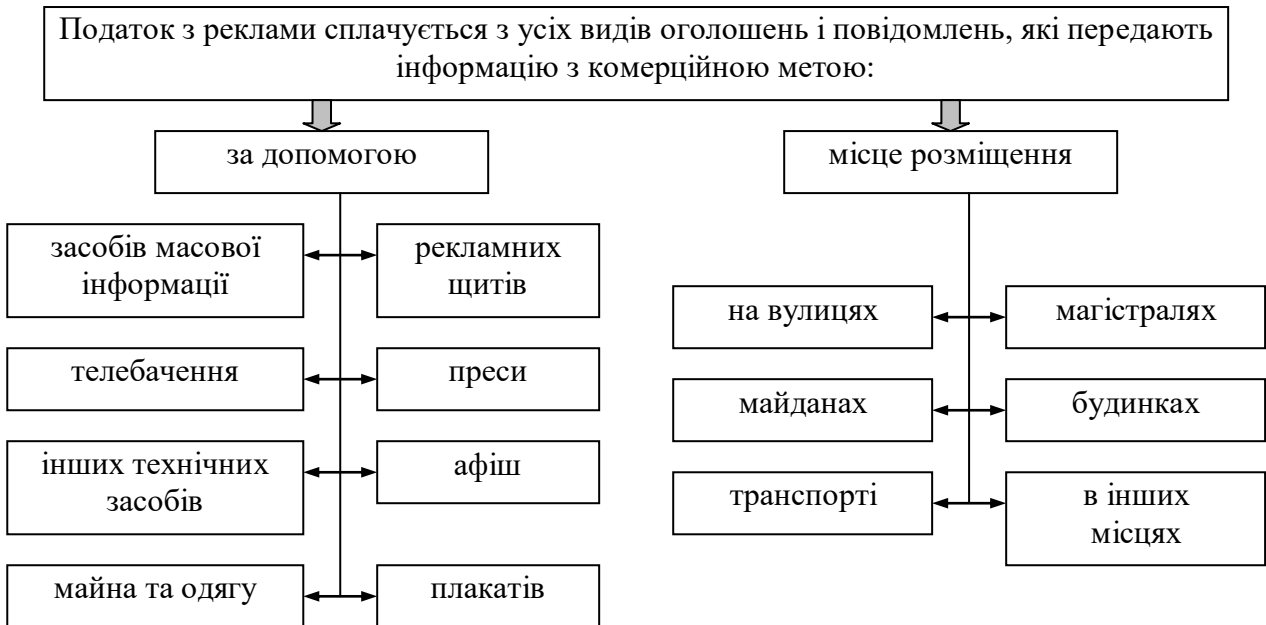 Податок з реклами сплачується з усіх видів оголошень і повідомлень, які передають
інформацію з комерційною метою:
за допомогою
місце розміщення
засобів масової
інформації
рекламних
щитів
телебачення
преси
інших технічних
засобів
афіш
майна та одягу
плакатів
на вулицях
магістралях
майданах
будинках
транспорті
в інших
місцях